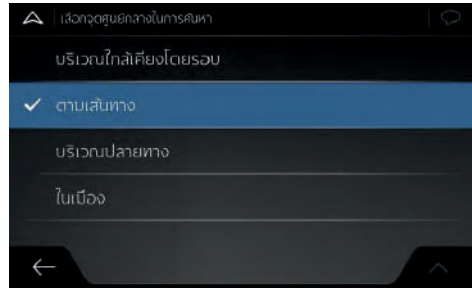 เลือกจุดศูนย์กลางในการค้นหา
บริเวณใกล้เคียงโดยรอบ
ตามเส้นทาง
บริเวณปลายทาง
ในเมือง